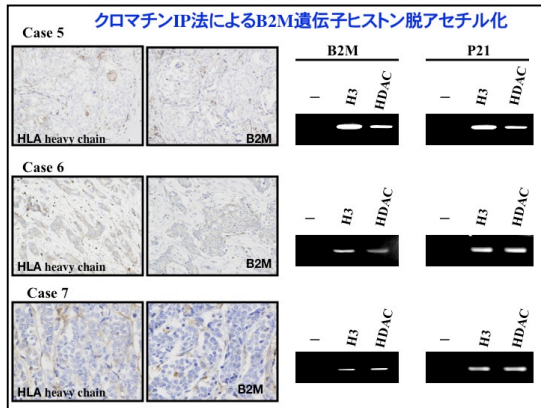 クロマチンIP法によるB2M遺伝子ヒストン脱アセチル化
Case 5
HLA heavy chain
B2M
B2M
P21
–
H3
HDAC
–
H3
HDAC
Case 6
HLA heavy chain
B2M
–
H3
HDAC
–
H3
HDAC
Case 7
HLA heavy chain
B2M
–
H3
HDAC
–
H3
HDAC